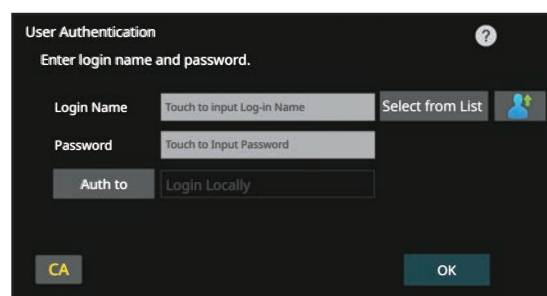 User Authentication
?
Enter login name and password.
Login Name
Touch to input Log-in Name
Select from List
Password
Touch to Input Password
Auth to
Login Locally
CA
OK